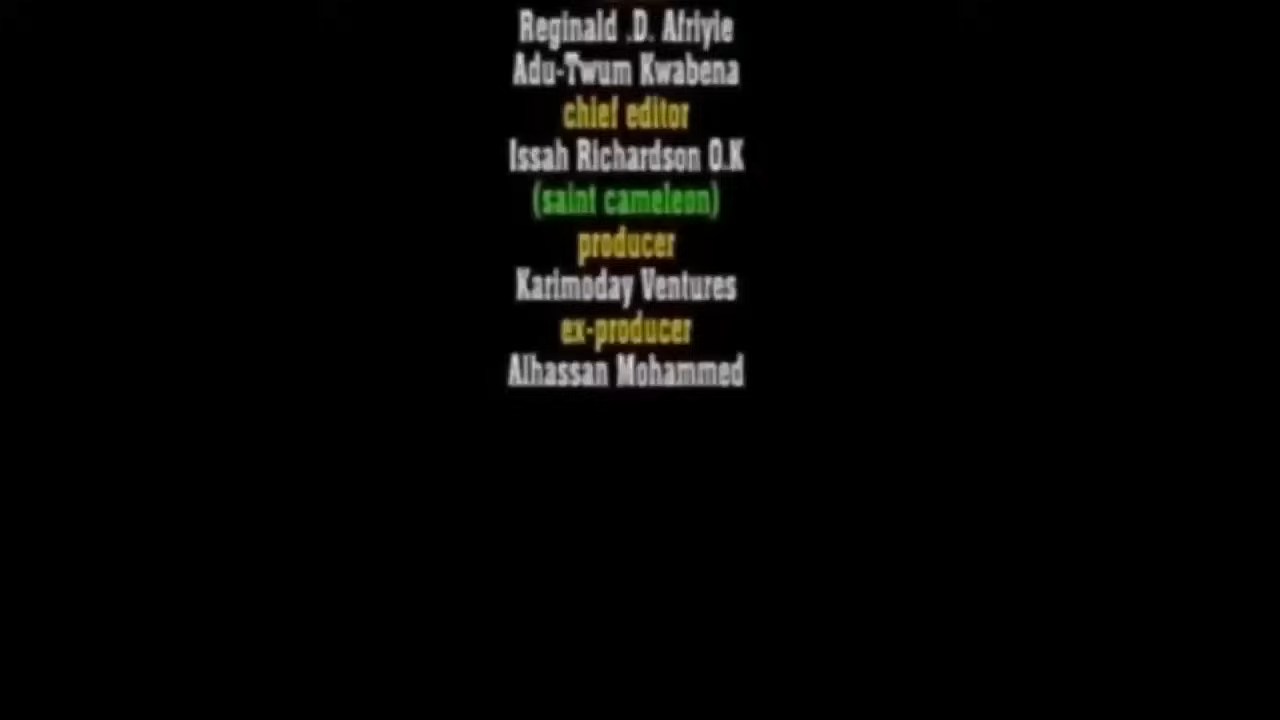 Reginald .D. Afriyie
Adu-Twum Kwabena
chief editor
Issah Richardson O.K
(saint cameleon)
producer
Karimoday Ventures
ex-producer
Alhassan Mohammed